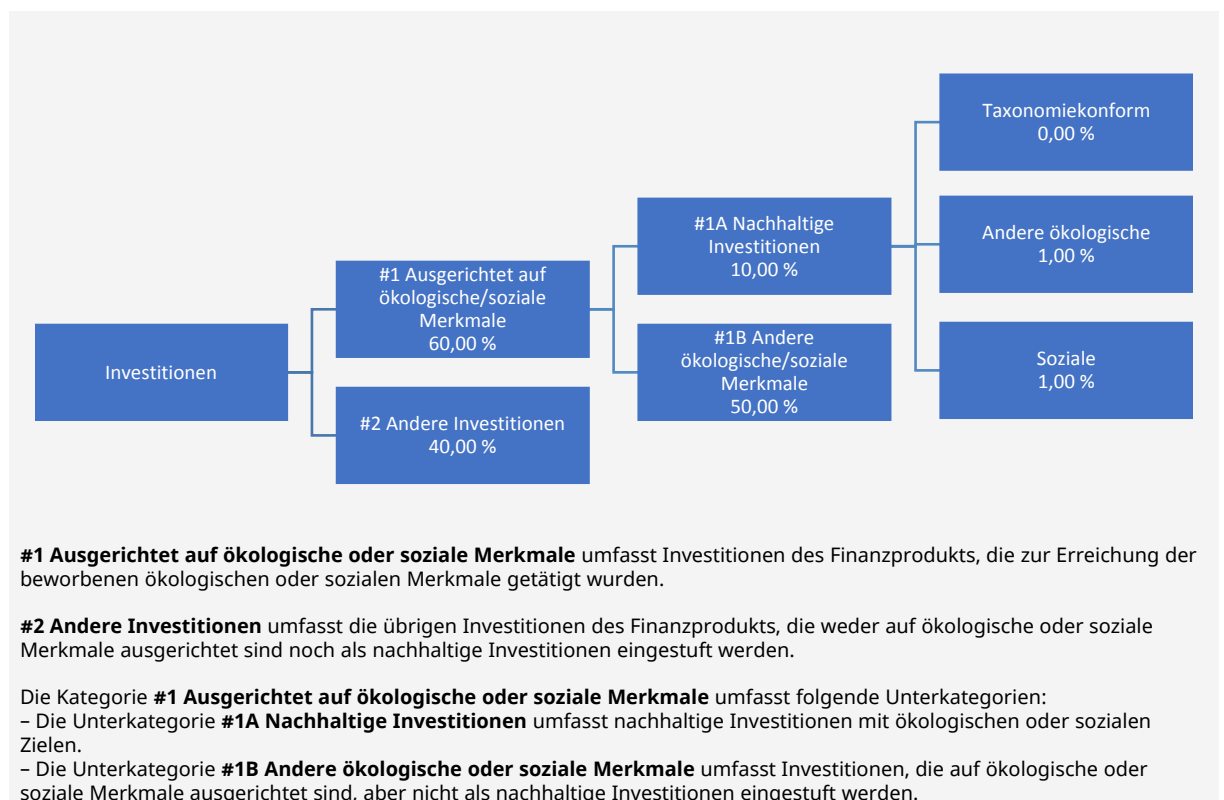 Investitionen
#1 Ausgerichtet auf
ökologische/soziale
Merkmale
60,00 %
#2 Andere Investitionen
40,00 %
#1A Nachhaltige
Investitionen
10,00 %
#1B Andere
ökologische/soziale
Merkmale
50,00 %
Taxonomiekonform
0,00 %
Andere ökologische
1,00 %
Soziale
1,00 %
#1 Ausgerichtet auf ökologische oder soziale Merkmale umfasst Investitionen des Finanzprodukts, die zur Erreichung der
beworbenen ökologischen oder sozialen Merkmale getätigt wurden.
#2 Andere Investitionen umfasst die übrigen Investitionen des Finanzprodukts, die weder auf ökologische oder soziale
Merkmale ausgerichtet sind noch als nachhaltige Investitionen eingestuft werden.
Die Kategorie #1 Ausgerichtet auf ökologische oder soziale Merkmale umfasst folgende Unterkategorien:
– Die Unterkategorie #1A Nachhaltige Investitionen umfasst nachhaltige Investitionen mit ökologischen oder sozialen
Zielen.
– Die Unterkategorie #1B Andere ökologische oder soziale Merkmale umfasst Investitionen, die auf ökologische oder
soziale Merkmale ausgerichtet sind, aber nicht als nachhaltige Investitionen eingestuft werden.